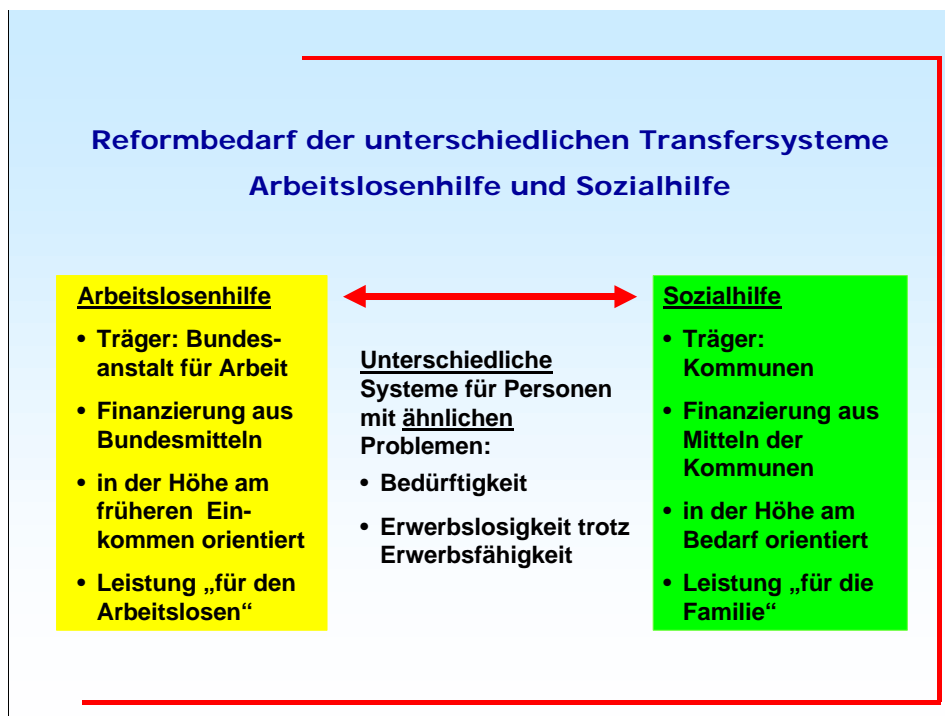 Reformbedarf der unterschiedlichen Transfersysteme
Arbeitslosenhilfe und Sozialhilfe
Arbeitslosenhilfe
• Träger: Bundes-
anstalt für Arbeit
• Finanzierung aus
Bundesmitteln
• in der Höhe am
früheren Ein-
kommen orientiert
• Leistung „für den
Arbeitslosen“
Unterschiedliche
Systeme für Personen
mit ähnlichen
Problemen:
• Bedürftigkeit
• Erwerbslosigkeit trotz
Erwerbsfähigkeit
Sozialhilfe
• Träger:
Kommunen
• Finanzierung aus
Mitteln der
Kommunen
• in der Höhe am
Bedarf orientiert
• Leistung „für die
Familie“